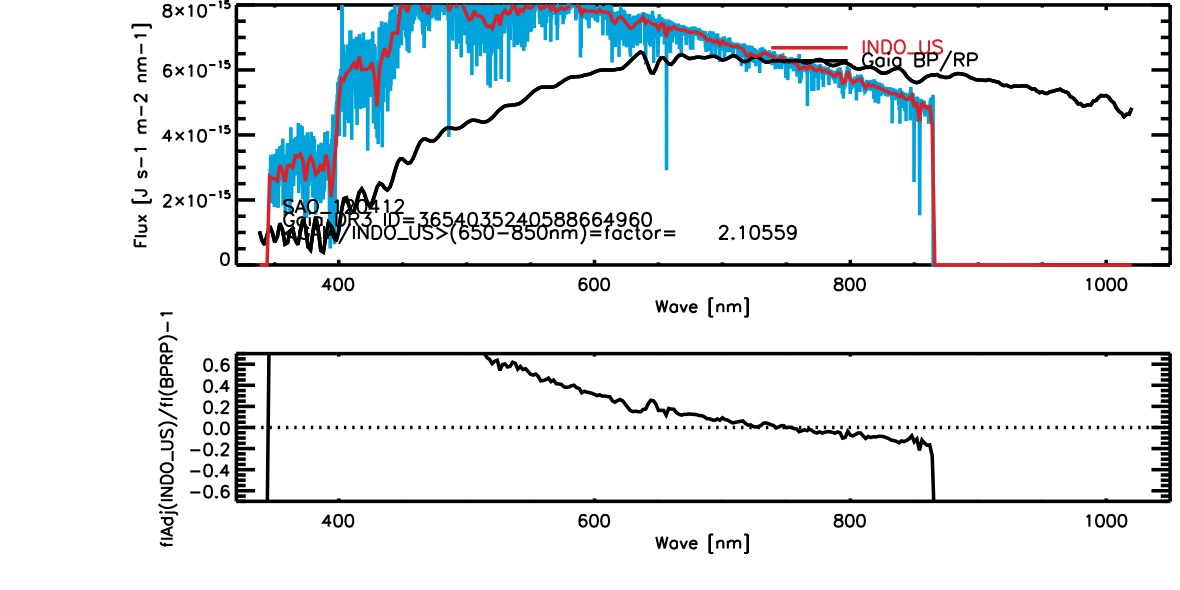 8×10−15
6×10−15
4×10−15
2×10−15
0
Flux [J s−1 m−2 nm−1]
INDO_US
Gaia BP/RP
SAO_120412
Gaia DR3 ID=3654035240588664960
/INDO_US>(650−850nm)=factor= 2.10559
400 600 800 1000
Wave [nm]
flAdj(INDO_US)/fl(BPRP)−1
0.6
0.4
0.2
0.0
−0.2
−0.4
−0.6
400 600 800 1000
Wave [nm]